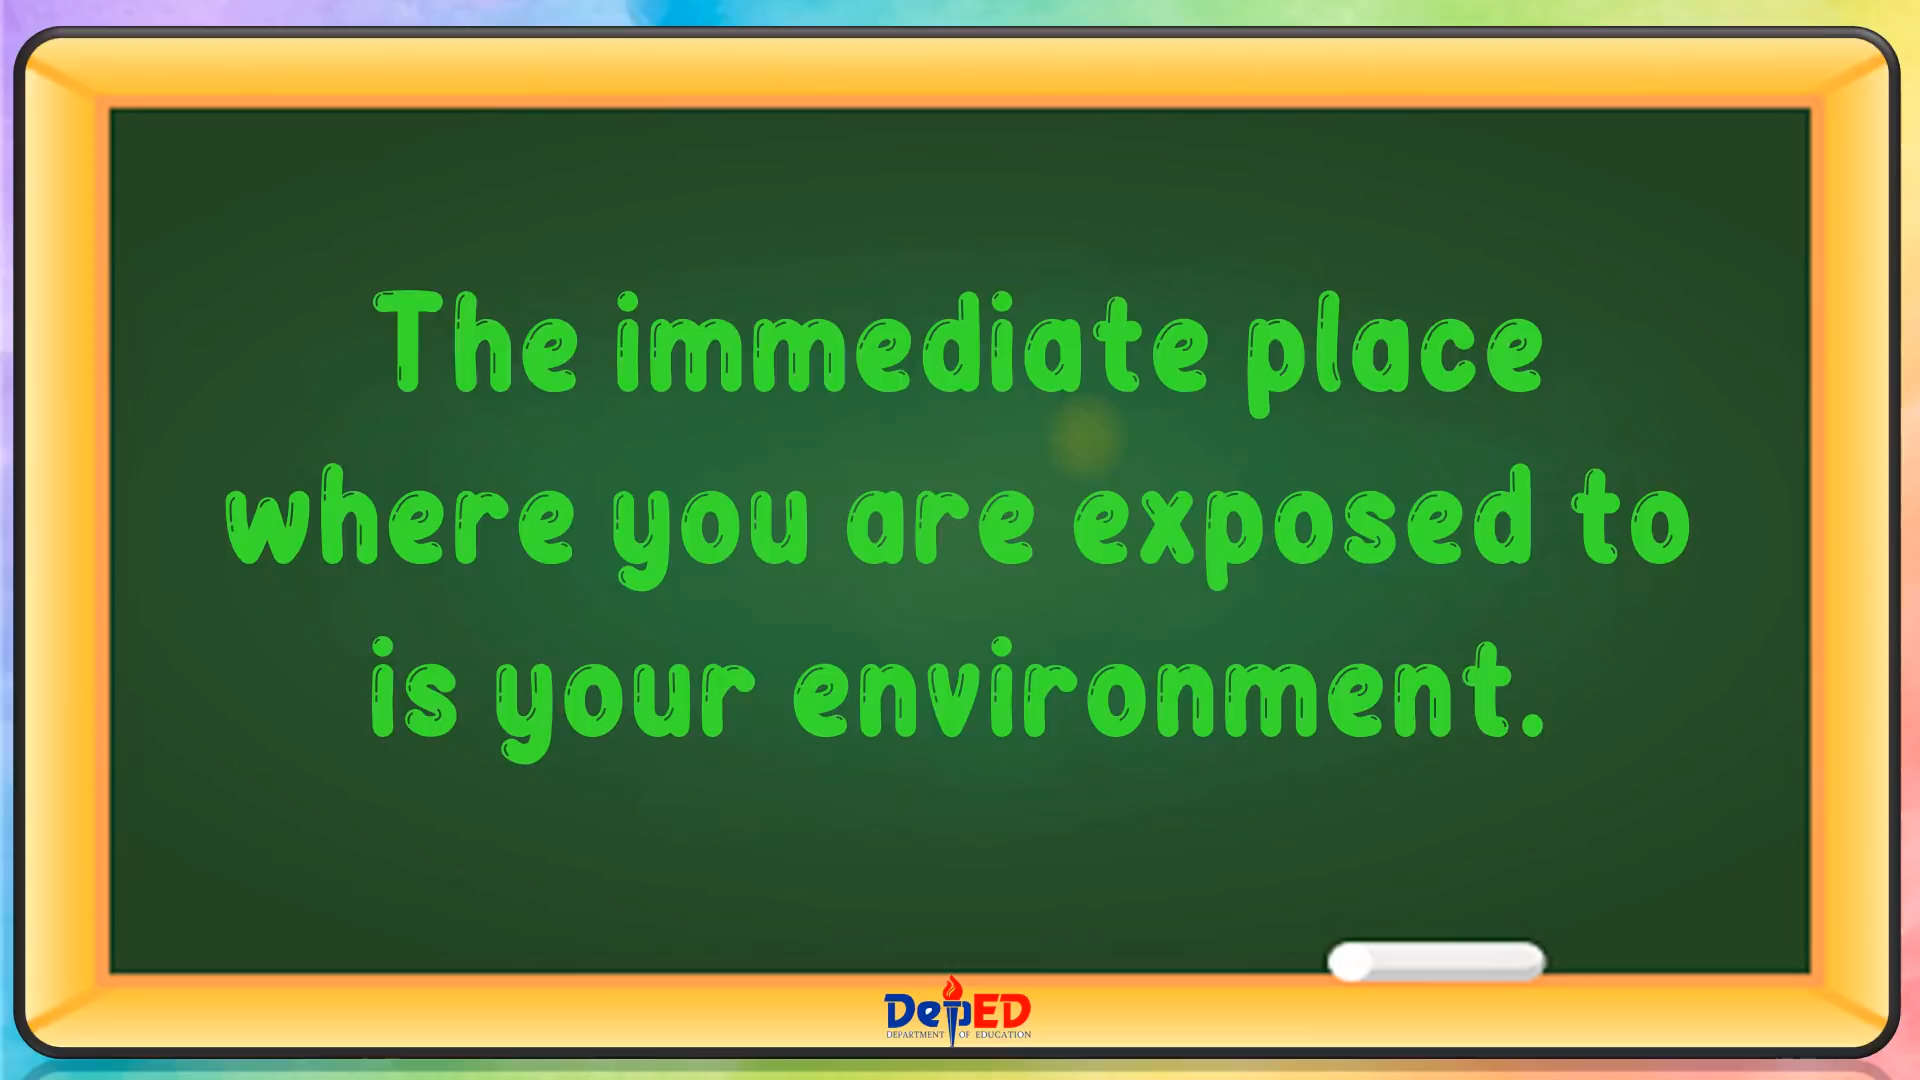 The immediate place
where you are exposed to
is your environment.
DepED
DEPARTMENT OF EDUCATION